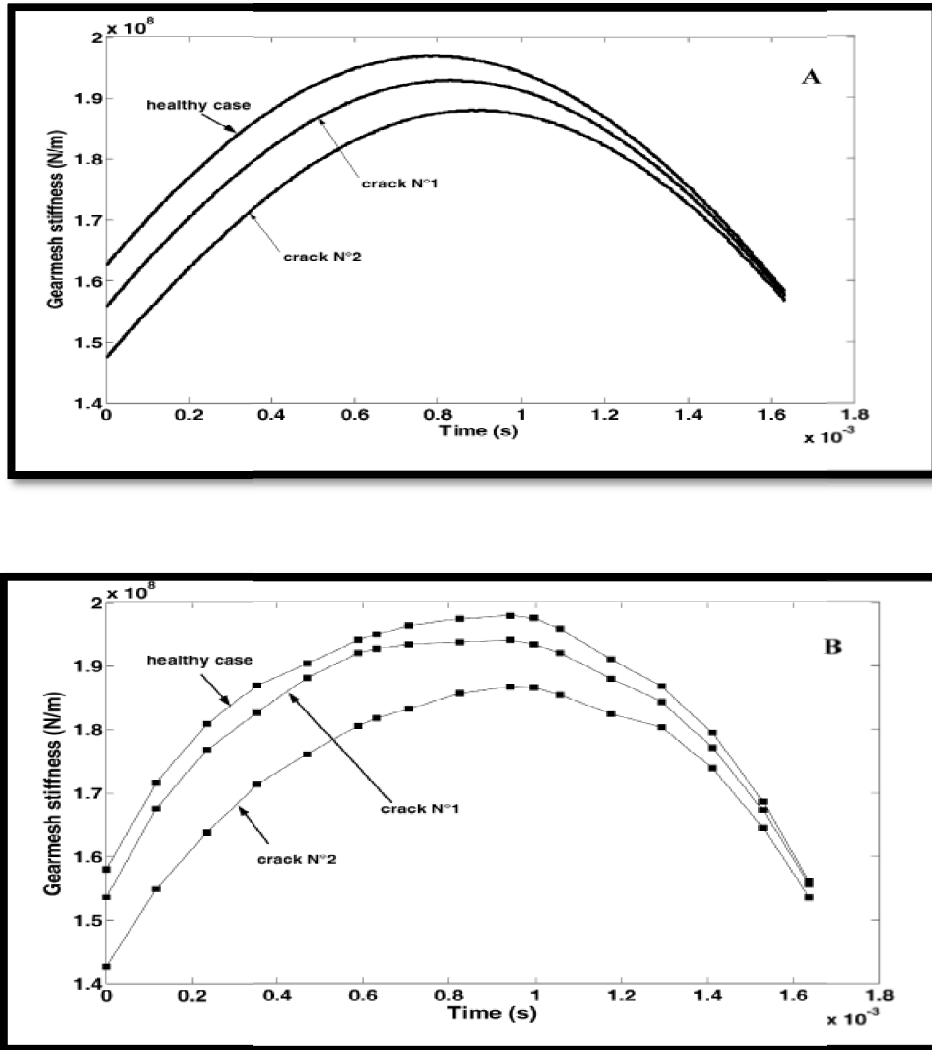 x 10^8
2
A
1.9
healthy case
1.8
crack N°1
1.7
crack N°2
1.6
1.5
1.4
Gearmesh stiffness (N/m)
0 0.2 0.4 0.6 0.8 1 1.2 1.4 1.6 1.8
Time (s)
x 10^-3
x 10^8
2
B
healthy case
1.9
1.8
1.7
crack N°1
1.6
crack N°2
1.5
1.4
Gearmesh stiffness (N/m)
0 0.2 0.4 0.6 0.8 1 1.2 1.4 1.6 1.8
Time (s)
x 10^-3